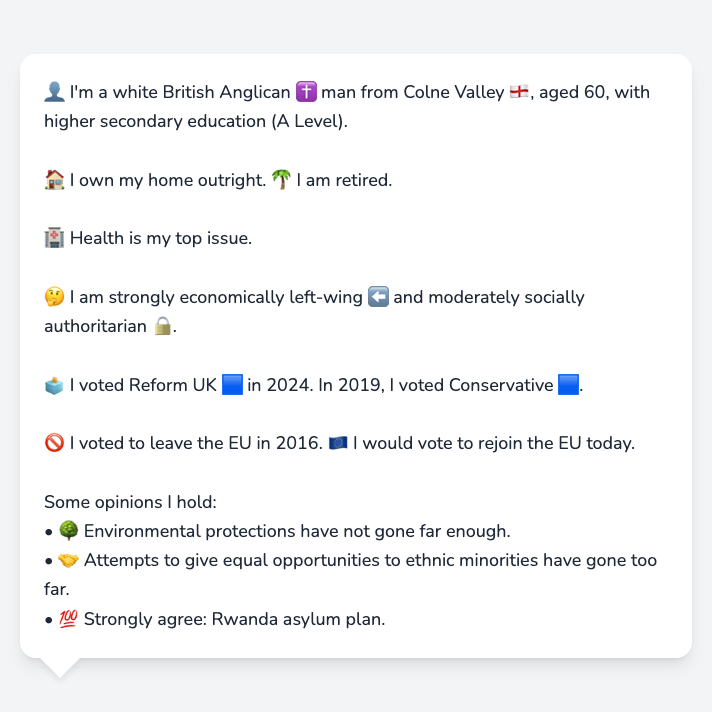 👤 I'm a white British Anglican ✝️ man from Colne Valley 🏴󠁧󠁢󠁥󠁮󠁧󠁿, aged 60, with
higher secondary education (A Level).
🏠 I own my home outright. 🌴 I am retired.
🏥 Health is my top issue.
🤔 I am strongly economically left-wing ⬅️ and moderately socially
authoritarian 🔒.
🗳️ I voted Reform UK 🟦 in 2024. In 2019, I voted Conservative 🟦.
🚫 I voted to leave the EU in 2016. 🇪🇺 I would vote to rejoin the EU today.
Some opinions I hold:
• 🌳 Environmental protections have not gone far enough.
• 🤝 Attempts to give equal opportunities to ethnic minorities have gone too
far.
• 💯 Strongly agree: Rwanda asylum plan.